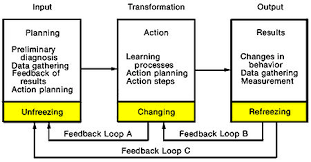 Input
Transformation
Output
Planning
Preliminary
diagnosis
Data gathering
Feedback of
results
Action planning
Unfreezing
Action
Learning
processes
Action planning
Action steps
Changing
Results
Changes in
behavior
Data gathering
Measurement
Refreezing
Feedback Loop A
Feedback Loop B
Feedback Loop C